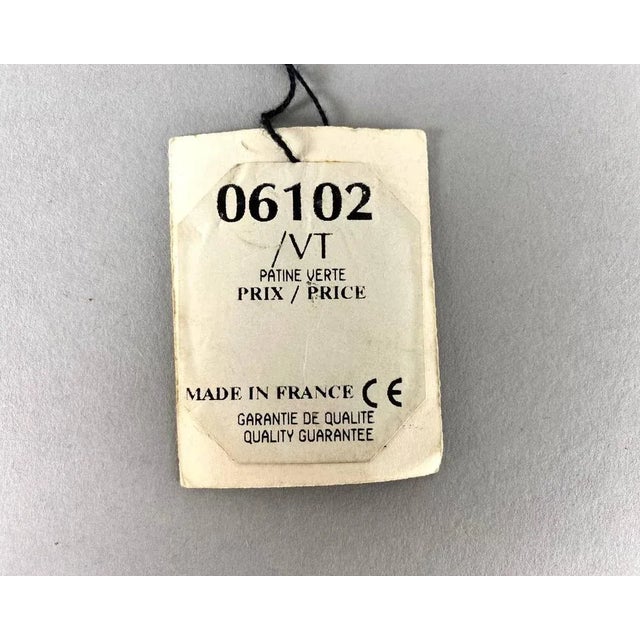 06102
/VT
PATINE VERTE
PRIX / PRICE
MADE IN FRANCE CE
GARANTIE DE QUALITE
QUALITY GUARANTEE